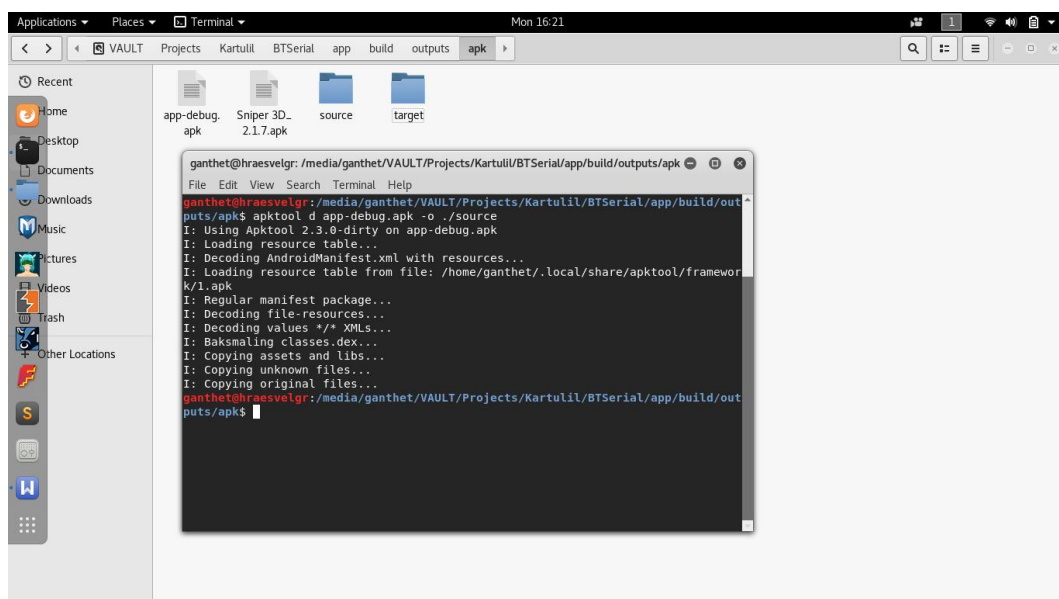 Applications Places Terminal Mon 16:21 1
VAULT Projects Kartulil BTSerial app build outputs apk
Recent
Home
Desktop
Documents
Downloads
Music
Pictures
Videos
Trash
+ Other Locations
app-debug.apk
Sniper 3D_2.1.7.apk
source
target
ganthet@hraesvelgr: /media/ganthet/VAULT/Projects/Kartulil/BTSerial/app/build/outputs/apk
File Edit View Search Terminal Help
ganthet@hraesvelgr:/media/ganthet/VAULT/Projects/Kartulil/BTSerial/app/build/out
puts/apk$ apktool d app-debug.apk -o ./source
I: Using Apktool 2.3.0-dirty on app-debug.apk
I: Loading resource table...
I: Decoding AndroidManifest.xml with resources...
I: Loading resource table from file: /home/ganthet/.local/share/apktool/framewor
k/1.apk
I: Regular manifest package...
I: Decoding file-resources...
I: Decoding values */* XMLs...
I: Baksmaling classes.dex...
I: Copying assets and libs...
I: Copying unknown files...
I: Copying original files...
ganthet@hraesvelgr:/media/ganthet/VAULT/Projects/Kartulil/BTSerial/app/build/out
puts/apk$